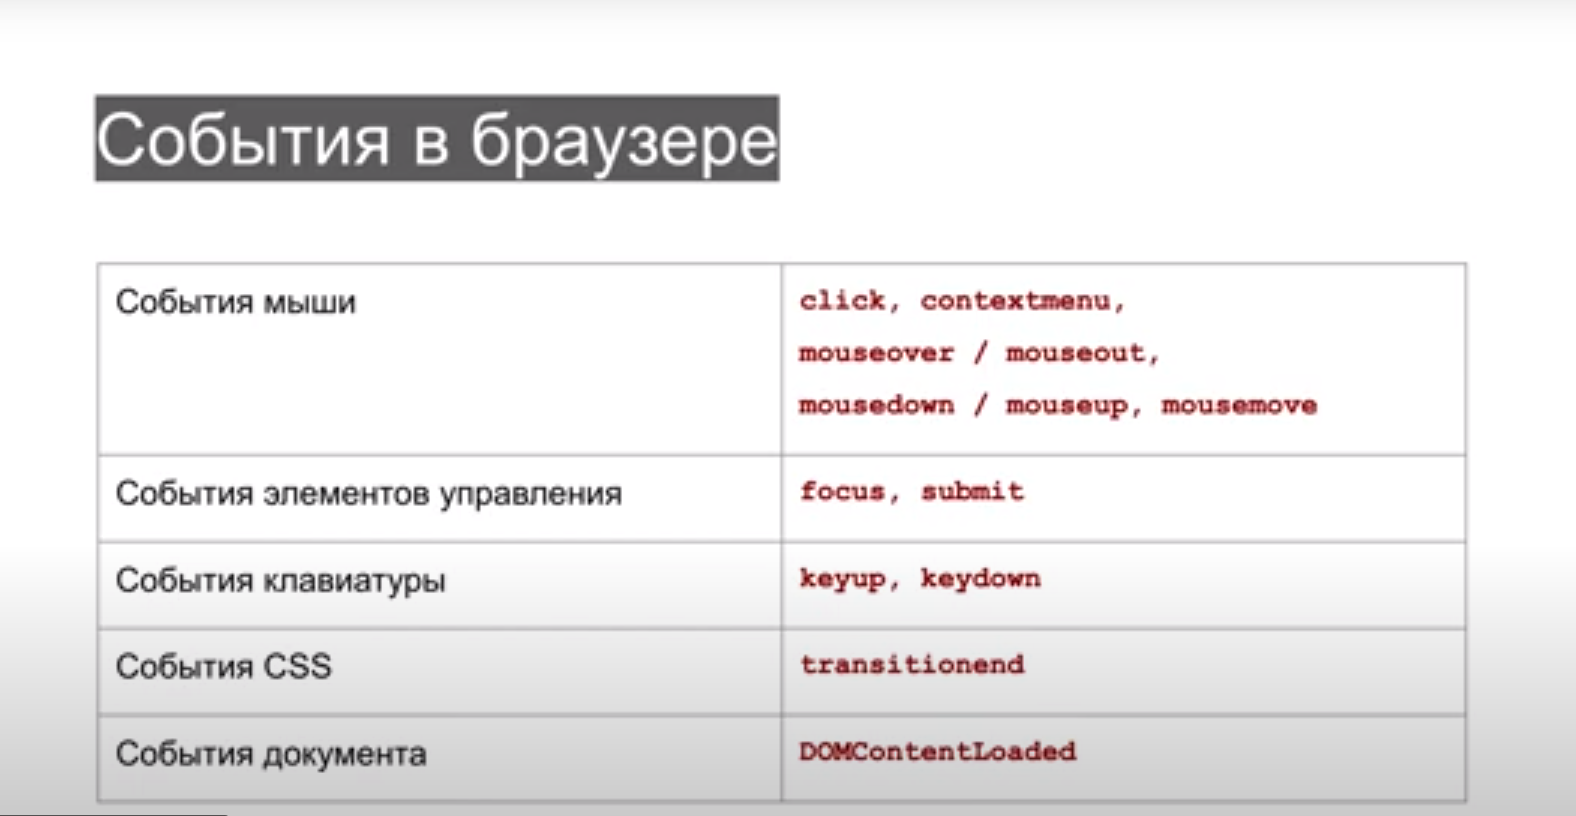 События в браузере
События мыши
click, contextmenu,
mouseover / mouseout,
mousedown / mouseup, mousemove
События элементов управления
focus, submit
События клавиатуры
keyup, keydown
События CSS
transitionend
События документа
DOMContentLoaded